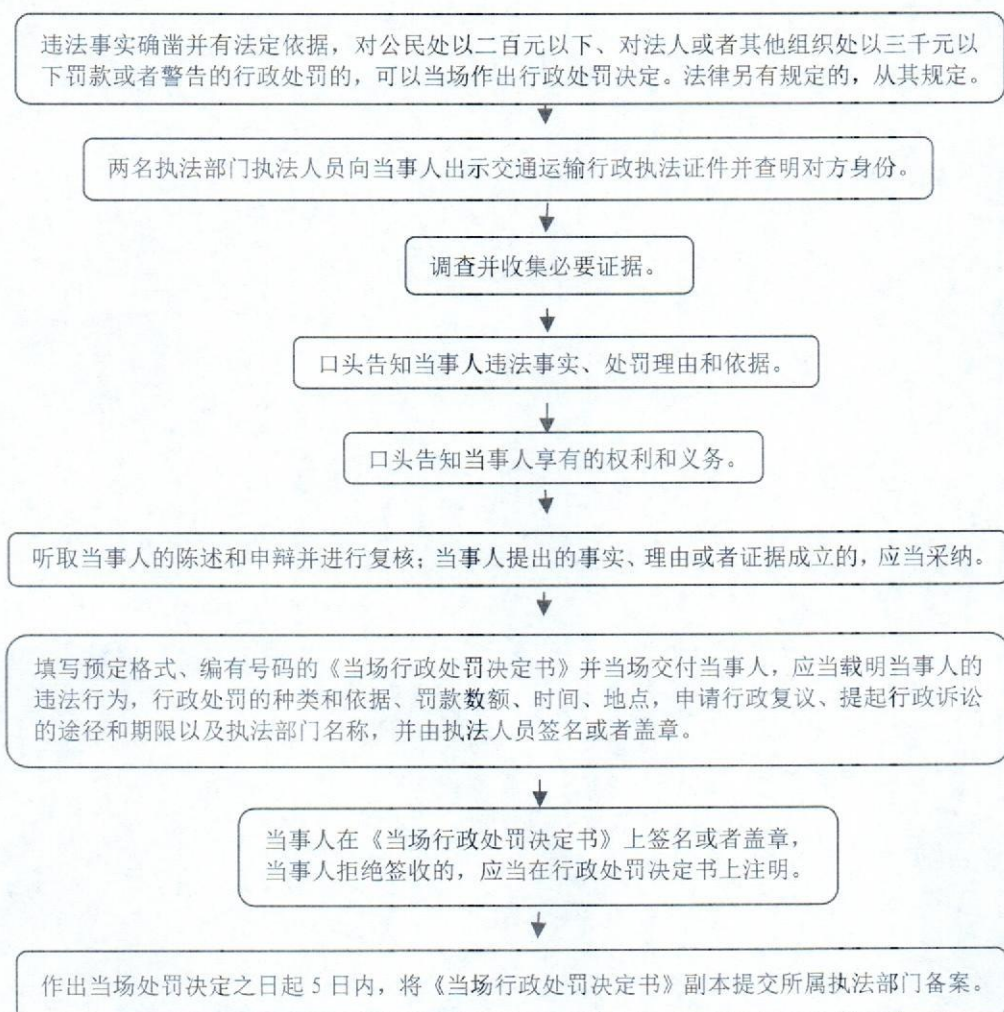 违法事实确凿并有法定依据，对公民处以二百元以下、对法人或者其他组织处以三千元以
下罚款或者警告的行政处罚的，可以当场作出行政处罚决定。法律另有规定的，从其规定。
两名执法部门执法人员向当事人出示交通运输行政执法证件并查明对方身份。
调查并收集必要证据。
口头告知当事人违法事实、处罚理由和依据。
口头告知当事人享有的权利和义务。
听取当事人的陈述和申辩并进行复核；当事人提出的事实、理由或者证据成立的，应当采纳。
填写预定格式、编有号码的《当场行政处罚决定书》并当场交付当事人，应当载明当事人的
违法行为，行政处罚的种类和依据、罚款数额、时间、地点，申请行政复议、提起行政诉讼
的途径和期限以及执法部门名称，并由执法人员签名或者盖章。
当事人在《当场行政处罚决定书》上签名或者盖章，
当事人拒绝签收的，应当在行政处罚决定书上注明。
作出当场处罚决定之日起 5 日内，将《当场行政处罚决定书》副本提交所属执法部门备案。